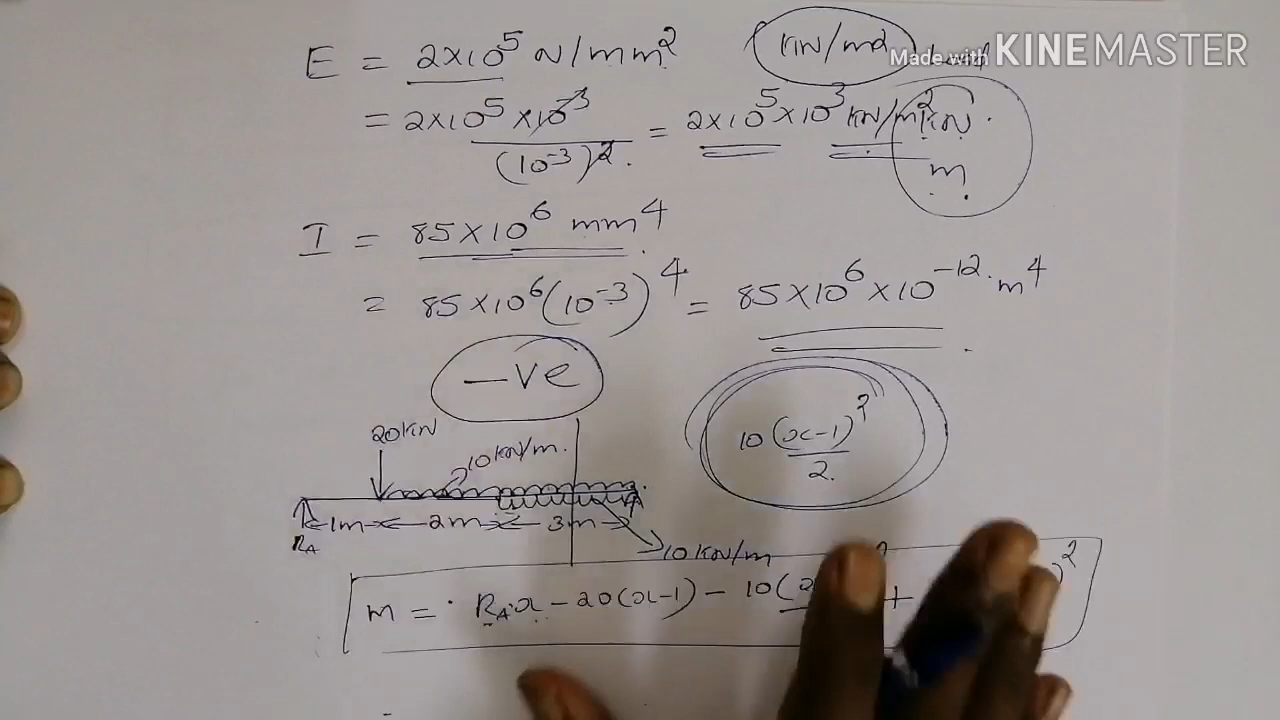 E = 2×10⁵ N/mm² KN/m2
Made with KINEMASTER
= 2×10⁵ ×10⁻³ / (10⁻³)². = 2×10⁵×10³ KN/m² KN/m.
I = 85×10⁶ mm⁴.
= 85×10⁶(10⁻³)⁴ = 85×10⁶×10⁻¹² m⁴
-ve
10(x-1)²/2.
20KN
10KN/m.
RA 1m 2m 3m
10KN/m
m = RA.x - 20(x-1) - 10( + )²